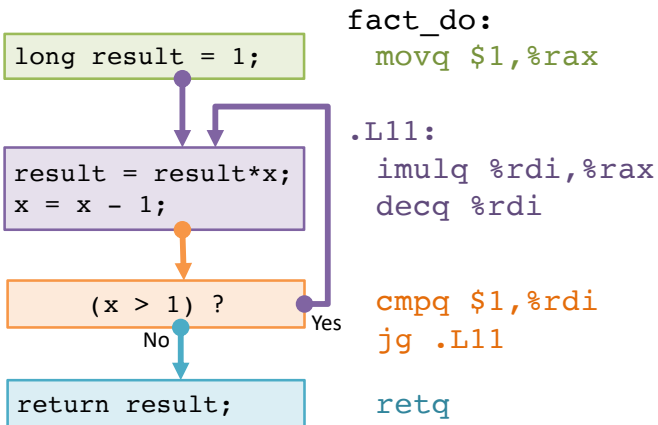 long result = 1;
result = result*x;
x = x – 1;
(x > 1) ?
Yes
No
return result;
fact_do:
movq $1,%rax
.L11:
imulq %rdi,%rax
decq %rdi
cmpq $1,%rdi
jg .L11
retq